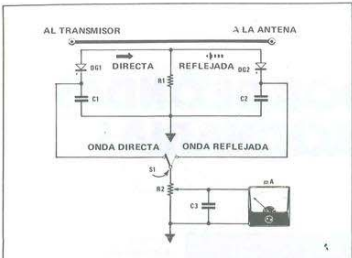 AL TRANSMISOR
A LA ANTENA
DG1
DIRECTA
REFLEJADA
DG2
R1
C1
C2
ONDA DIRECTA
ONDA REFLEJADA
S1
R2
C3
mA